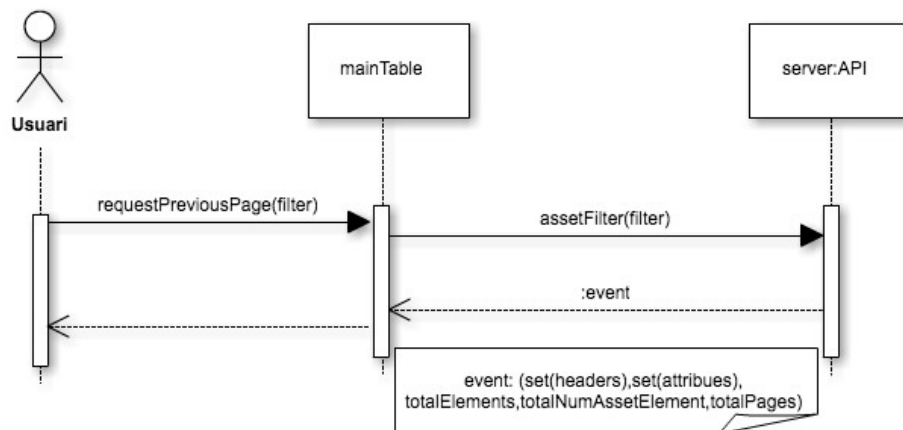 mainTable
server:API
Usuari
requestPreviousPage(filter)
assetFilter(filter)
:event
event: (set(headers),set(attribues),
totalElements,totalNumAssetElement,totalPages)